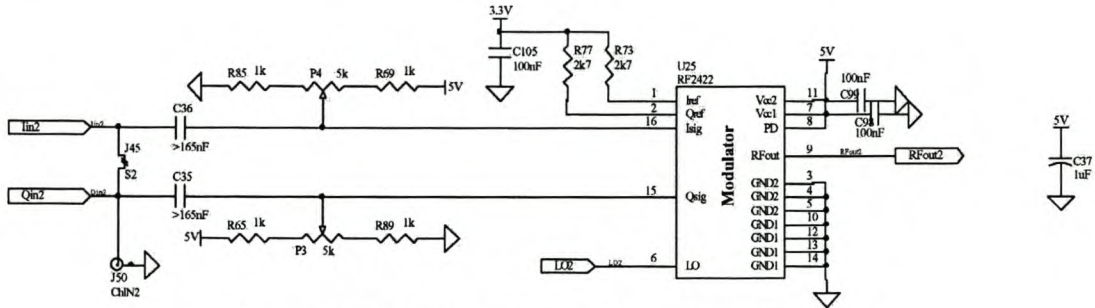 3.3V
C105
100nF
R77
2k7
R73
2k7
U25
RF2422
5V
100nF
C99
C98
100nF
R85 1k
P4
5k
R69 1k
5V
C36
>165nF
Iin2
Iin2
J45
S2
Qin2
C35
>165nF
5V
R65 1k
P3
5k
R89 1k
J50
ChIN2
LO2
LO2
1
2
16
15
6
Iref
Qref
Isig
Qsig
LO
Modulator
Vcc2
Vcc1
PD
RFout
GND2
GND2
GND2
GND1
GND1
GND1
GND1
11
7
8
9
3
4
5
10
12
13
14
RFout2
RFout2
5V
C37
1uF